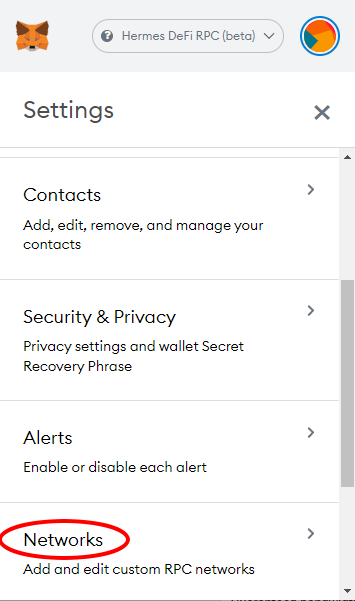 Hermes DeFi RPC (beta)
Settings
Contacts
Add, edit, remove, and manage your
contacts
Security & Privacy
Privacy settings and wallet Secret
Recovery Phrase
Alerts
Enable or disable each alert
Networks
Add and edit custom RPC networks